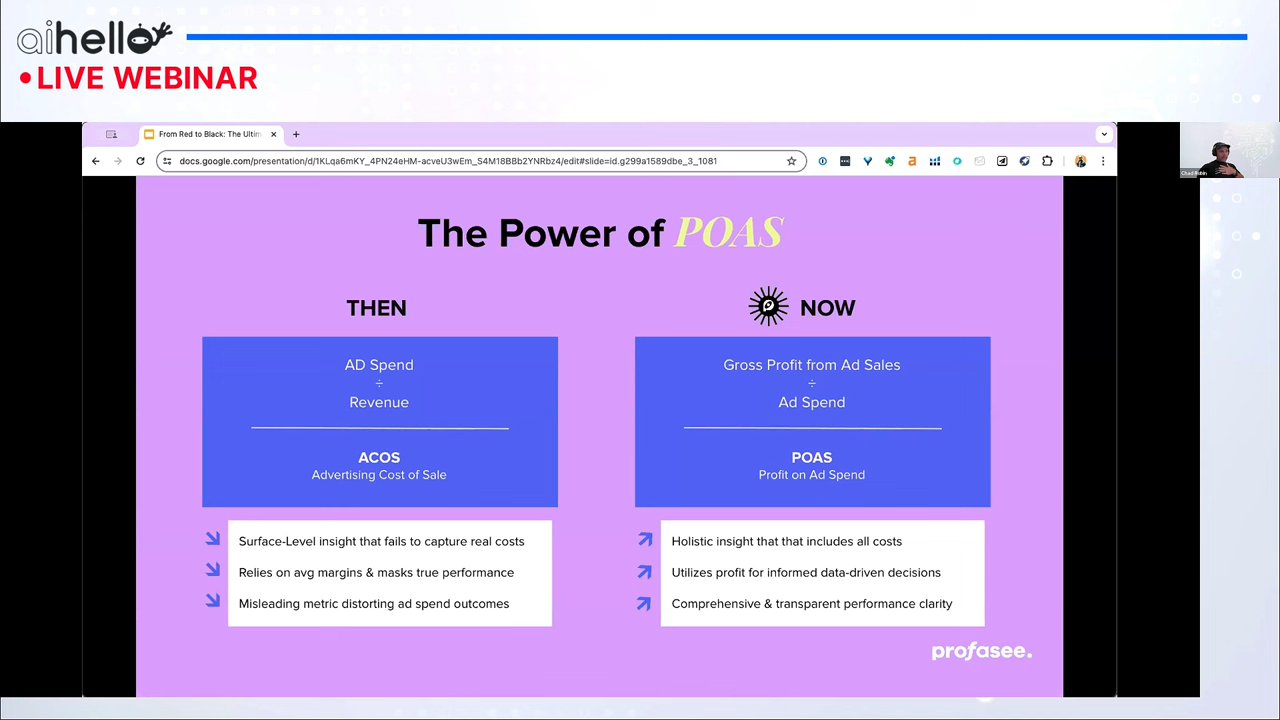 aihello
•LIVE WEBINAR
From Red to Black: The Ultim
docs.google.com/presentation/d/1KLqa6mKY_4PN24eHM-acveU3wEm_S4M18BBb2YNRbz4/edit#slide=id.g299a1589dbe_3_1081
Chad Rubin
The Power of POAS
THEN
NOW
AD Spend
÷
Revenue
ACOS
Advertising Cost of Sale
Gross Profit from Ad Sales
÷
Ad Spend
POAS
Profit on Ad Spend
Surface-Level insight that fails to capture real costs
Relies on avg margins & masks true performance
Misleading metric distorting ad spend outcomes
Holistic insight that that includes all costs
Utilizes profit for informed data-driven decisions
Comprehensive & transparent performance clarity
profasee.